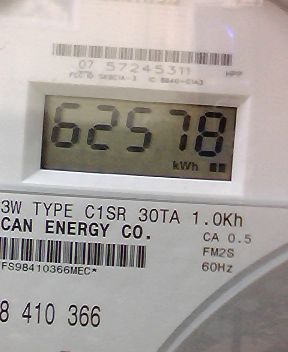 07 57245311 HPP
62578
kWh
3W TYPE C1SR 30TA 1.0Kh
CAN ENERGY CO.
CA 0.5
FM2S
60Hz
FS98410366MEC*
8 410 366